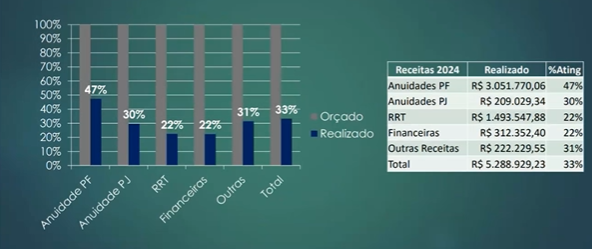 100%
90%
80%
70%
60%
50%
40%
30%
20%
10%
0%
47%
30%
22%
22%
31%
33%
Anuidade PF
Anuidade PJ
RRT
Financeiras
Outras
Total
Orçado
Realizado
Receitas 2024 Realizado %Ating
Anuidades PF R$ 3.051.770,06 47%
Anuidades PJ R$ 209.029,34 30%
RRT R$ 1.493.547,88 22%
Financeiras R$ 312.352,40 22%
Outras Receitas R$ 222.229,55 31%
Total R$ 5.288.929,23 33%